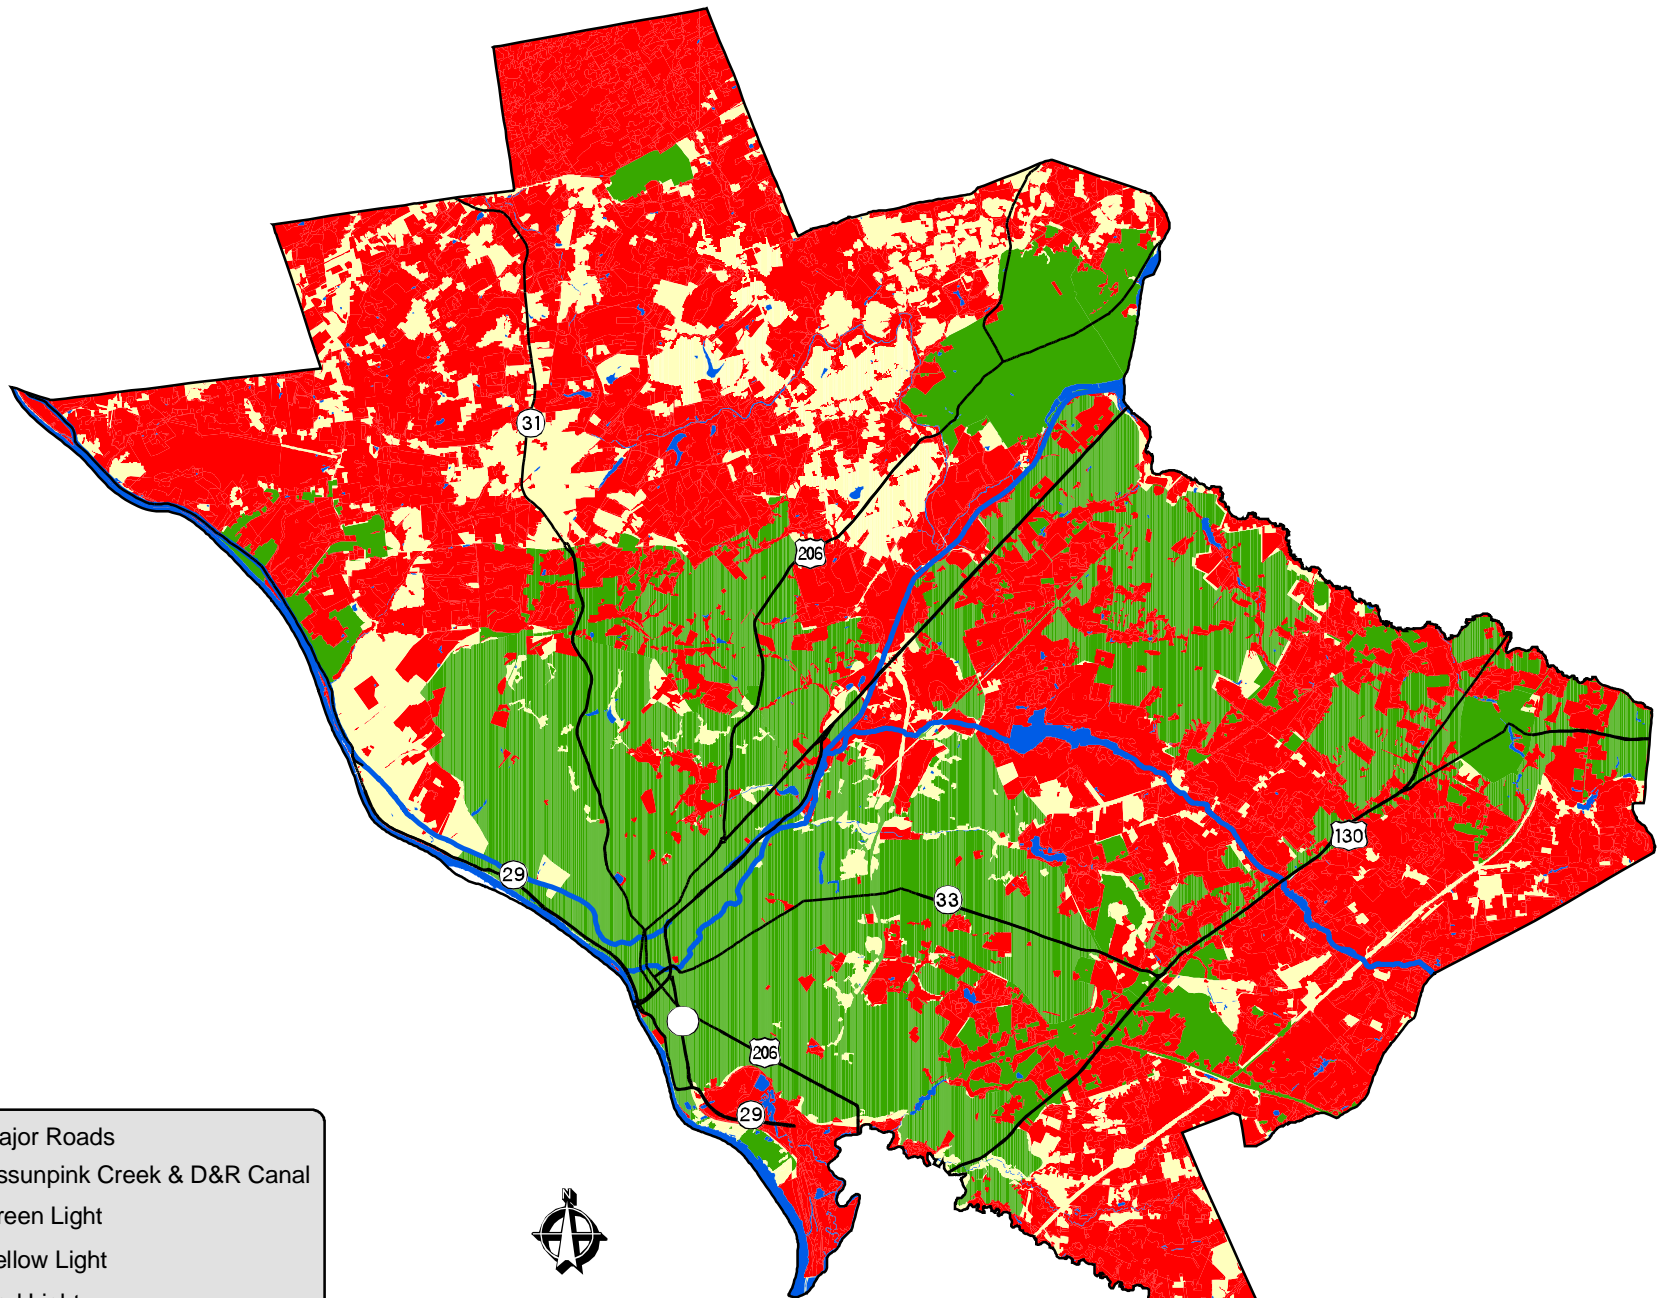 31
206
29
33
130
206
29
N
ajor Roads
ssunpink Creek & D&R Canal
reen Light
ellow Light